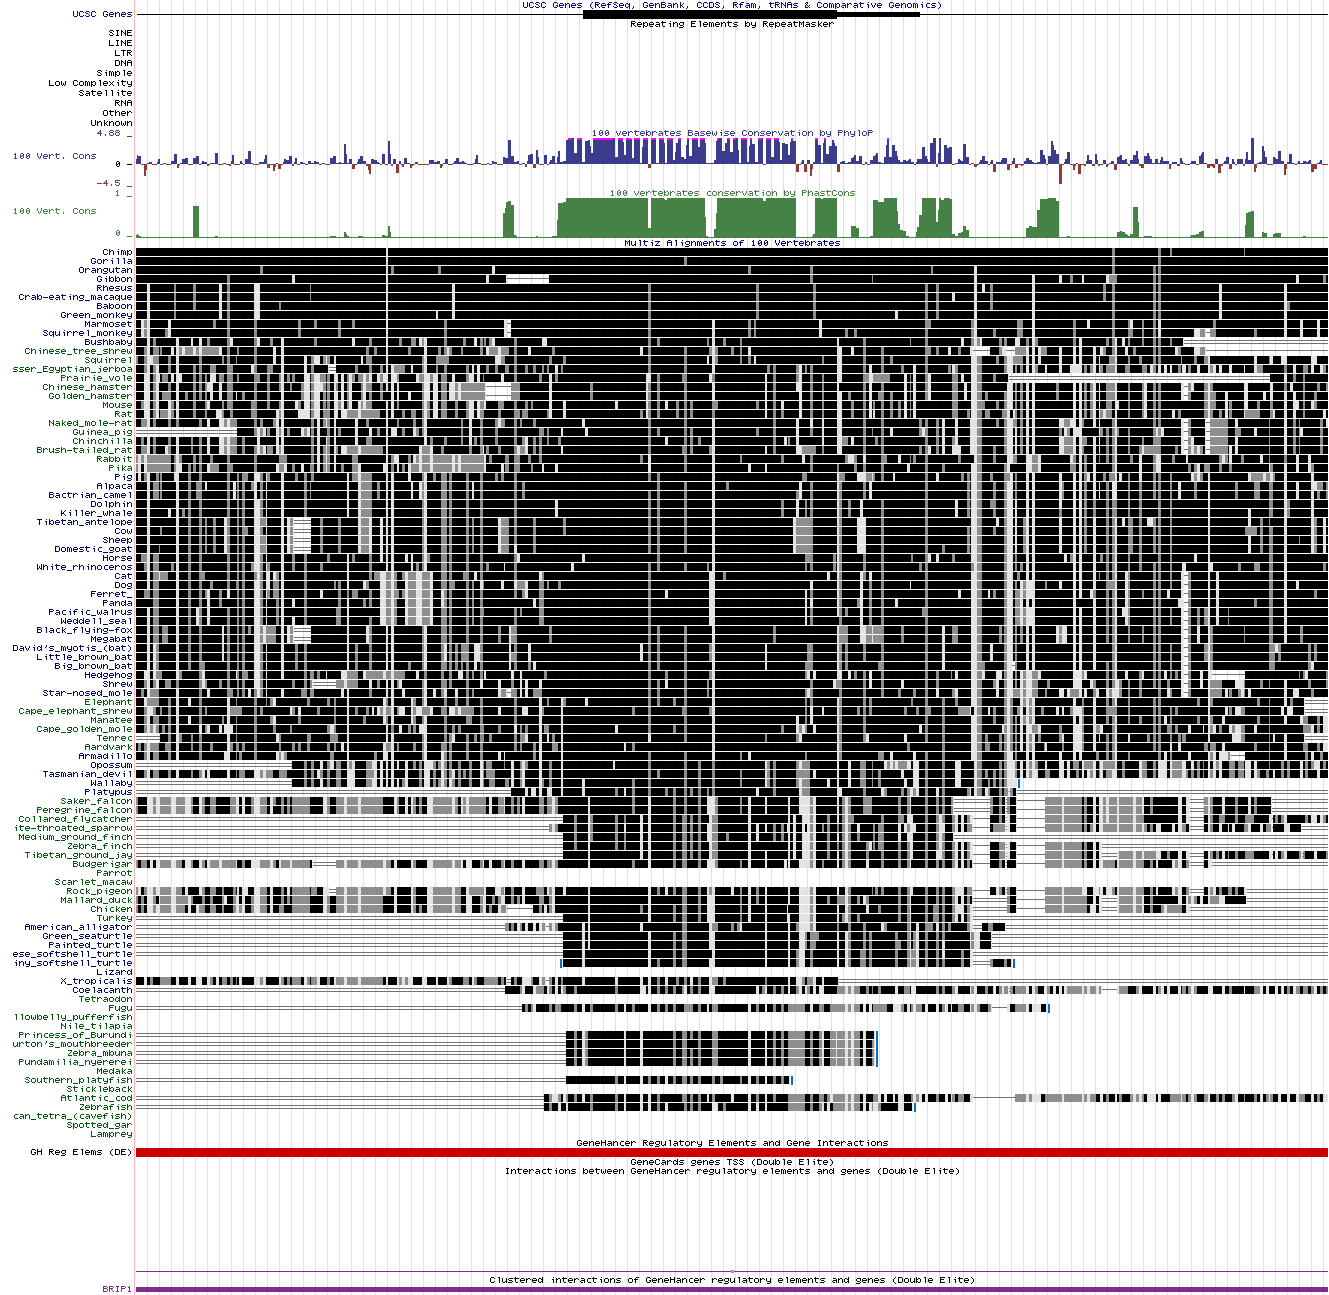 UCSC Genes (RefSeq, GenBank, CCDS, Rfam, tRNAs & Comparative Genomics)
UCSC Genes
Repeating Elements by RepeatMasker
SINE
LINE
LTR
DNA
Simple
Low Complexity
Satellite
RNA
Other
Unknown
4.88 _
100 vertebrates Basewise Conservation by PhyloP
100 Vert. Cons
0 _
-4.5 _
1 _
100 vertebrates conservation by PhastCons
100 Vert. Cons
0 _
Multiz Alignments of 100 Vertebrates
Chimp
Gorilla
Orangutan
Gibbon
Rhesus
Crab-eating_macaque
Baboon
Green_monkey
Marmoset
Squirrel_monkey
Bushbaby
Chinese_tree_shrew
Squirrel
sser_Egyptian_jerboa
Prairie_vole
Chinese_hamster
Golden_hamster
Mouse
Rat
Naked_mole-rat
Guinea_pig
Chinchilla
Brush-tailed_rat
Rabbit
Pika
Pig
Alpaca
Bactrian_camel
Dolphin
Killer_whale
Tibetan_antelope
Cow
Sheep
Domestic_goat
Horse
White_rhinoceros
Cat
Dog
Ferret_
Panda
Pacific_walrus
Weddell_seal
Black_flying-fox
Megabat
David's_myotis_(bat)
Little_brown_bat
Big_brown_bat
Hedgehog
Shrew
Star-nosed_mole
Elephant
Cape_elephant_shrew
Manatee
Cape_golden_mole
Tenrec
Aardvark
Armadillo
Opossum
Tasmanian_devil
Wallaby
Platypus
Saker_falcon
Peregrine_falcon
Collared_flycatcher
ite-throated_sparrow
Medium_ground_finch
Zebra_finch
Tibetan_ground_jay
Budgerigar
Parrot
Scarlet_macaw
Rock_pigeon
Mallard_duck
Chicken
Turkey
American_alligator
Green_seaturtle
Painted_turtle
ese_softshell_turtle
iny_softshell_turtle
Lizard
X_tropicalis
Coelacanth
Tetraodon
Fugu
llowbelly_pufferfish
Nile_tilapia
Princess_of_Burundi
urton's_mouthbreeder
Zebra_mbuna
Pundamilia_nyererei
Medaka
Southern_platyfish
Stickleback
Atlantic_cod
Zebrafish
can_tetra_(cavefish)
Spotted_gar
Lamprey
GeneHancer Regulatory Elements and Gene Interactions
GH Reg Elems (DE)
GeneCards genes TSS (Double Elite)
Interactions between GeneHancer regulatory elements and genes (Double Elite)
Clustered interactions of GeneHancer regulatory elements and genes (Double Elite)
BRIP1